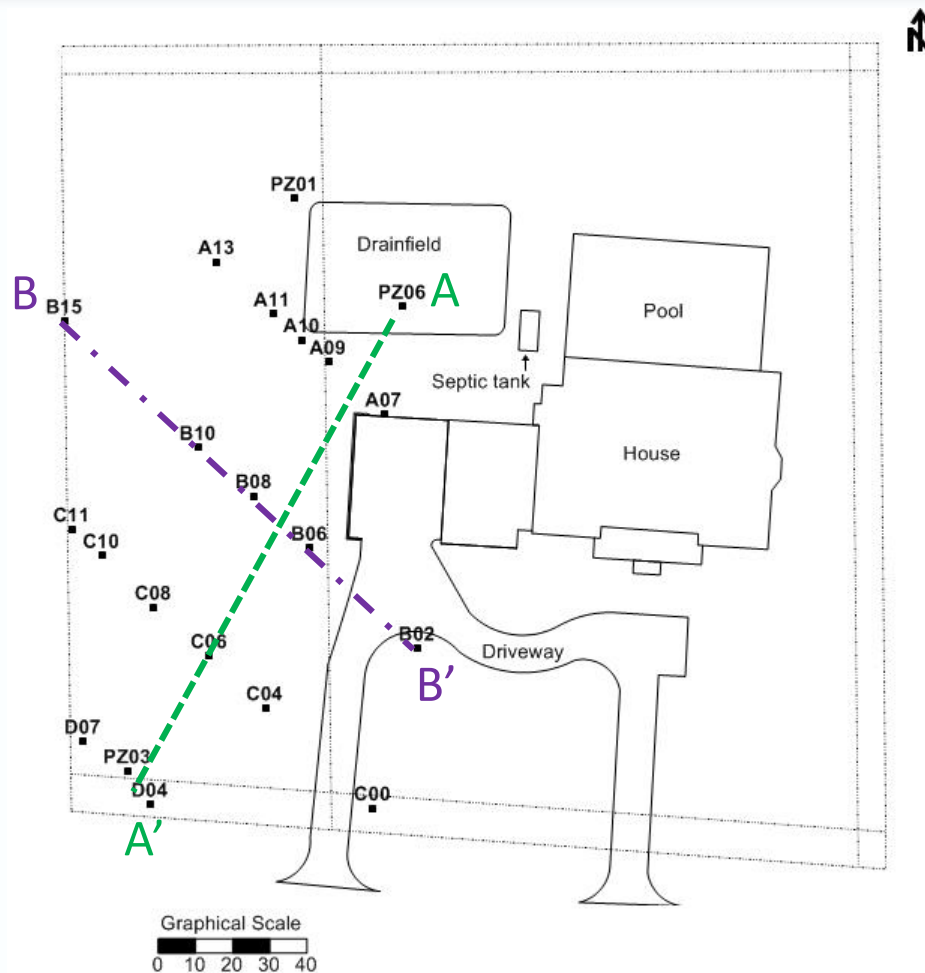 N
PZ01
Drainfield
A13
PZ06
A
B
B15
A11
Pool
A10
A09
Septic tank
A07
B10
House
B08
C11
B06
C10
C08
B02
C06
Driveway
B’
C04
D07
PZ03
D04
C00
A’
Graphical Scale
0 10 20 30 40